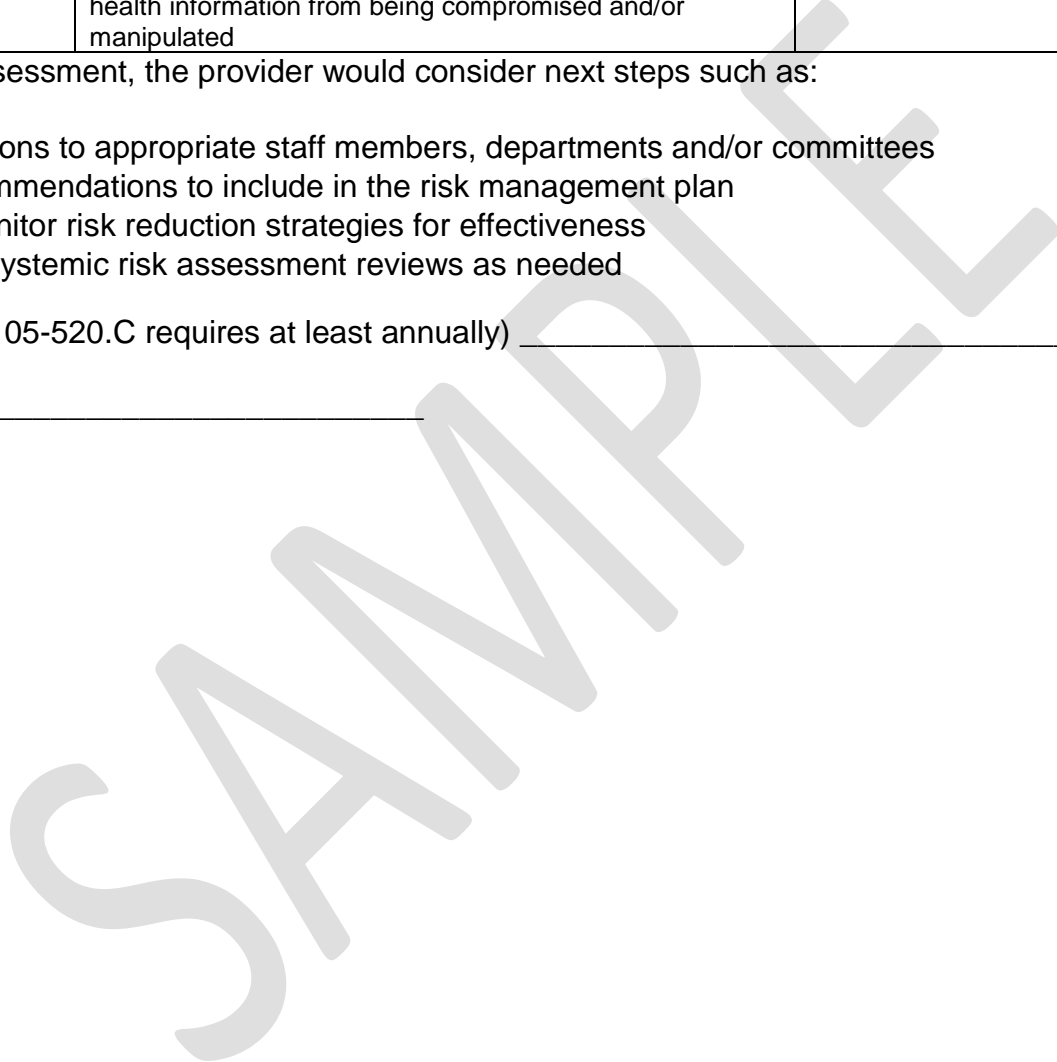 health information from being compromised and/or
manipulated
sessment, the provider would consider next steps such as:
ons to appropriate staff members, departments and/or committees
mmendations to include in the risk management plan
nitor risk reduction strategies for effectiveness
ystemic risk assessment reviews as needed
105-520.C requires at least annually) ______________________________
________________________
SAMPLE